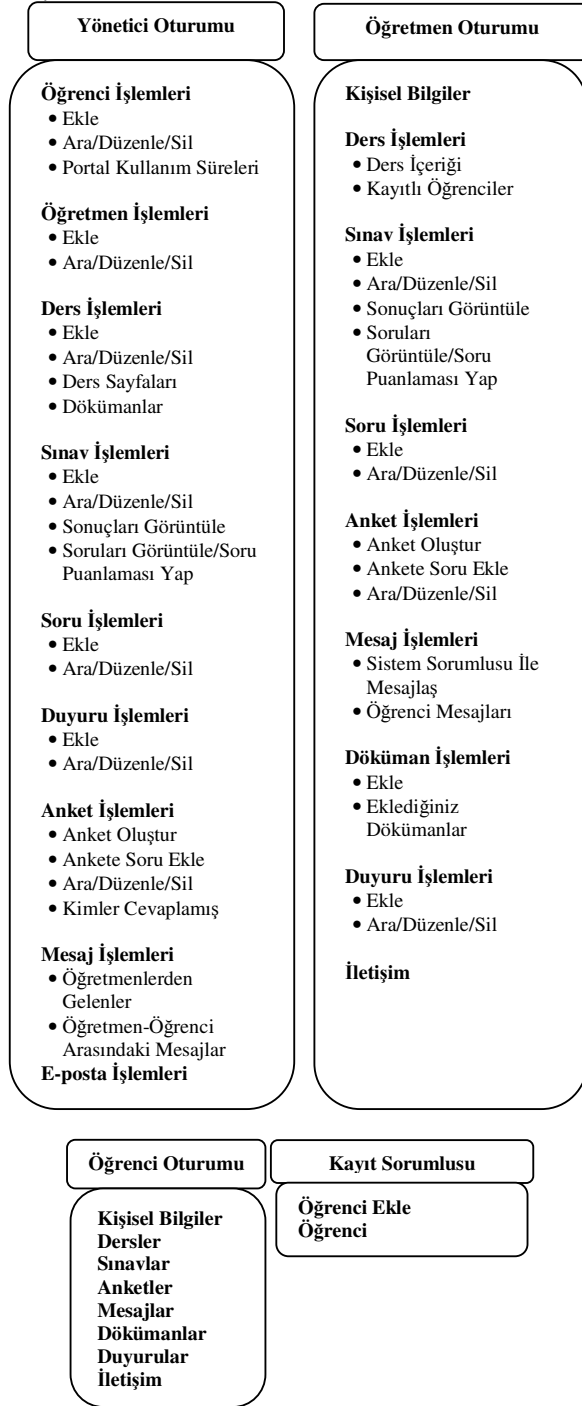 Yönetici Oturumu
Öğrenci İşlemleri
• Ekle
• Ara/Düzenle/Sil
• Portal Kullanım Süreleri
Öğretmen İşlemleri
• Ekle
• Ara/Düzenle/Sil
Ders İşlemleri
• Ekle
• Ara/Düzenle/Sil
• Ders Sayfaları
• Dökümanlar
Sınav İşlemleri
• Ekle
• Ara/Düzenle/Sil
• Sonuçları Görüntüle
• Soruları Görüntüle/Soru
Puanlaması Yap
Soru İşlemleri
• Ekle
• Ara/Düzenle/Sil
Duyuru İşlemleri
• Ekle
• Ara/Düzenle/Sil
Anket İşlemleri
• Anket Oluştur
• Ankete Soru Ekle
• Ara/Düzenle/Sil
• Kimler Cevaplamış
Mesaj İşlemleri
• Öğretmenlerden
Gelenler
• Öğretmen-Öğrenci
Arasındaki Mesajlar
E-posta İşlemleri
Öğretmen Oturumu
Kişisel Bilgiler
Ders İşlemleri
• Ders İçeriği
• Kayıtlı Öğrenciler
Sınav İşlemleri
• Ekle
• Ara/Düzenle/Sil
• Sonuçları Görüntüle
• Soruları
Görüntüle/Soru
Puanlaması Yap
Soru İşlemleri
• Ekle
• Ara/Düzenle/Sil
Anket İşlemleri
• Anket Oluştur
• Ankete Soru Ekle
• Ara/Düzenle/Sil
Mesaj İşlemleri
• Sistem Sorumlusu İle
Mesajlaş
• Öğrenci Mesajları
Döküman İşlemleri
• Ekle
• Eklediğiniz
Dökümanlar
Duyuru İşlemleri
• Ekle
• Ara/Düzenle/Sil
İletişim
Öğrenci Oturumu
Kişisel Bilgiler
Dersler
Sınavlar
Anketler
Mesajlar
Dökümanlar
Duyurular
İletişim
Kayıt Sorumlusu
Öğrenci Ekle
Öğrenci